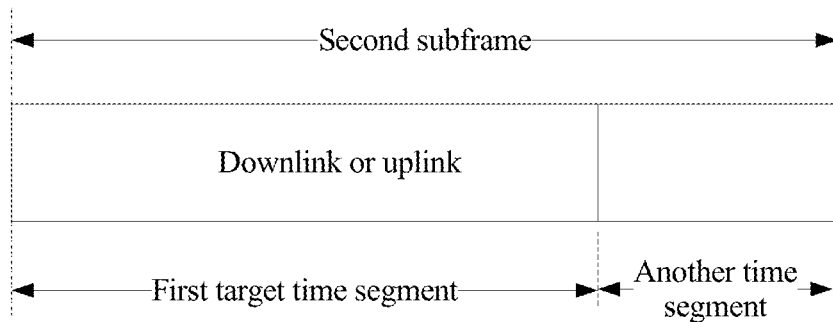 Second subframe
Downlink or uplink
First target time segment
Another time
segment